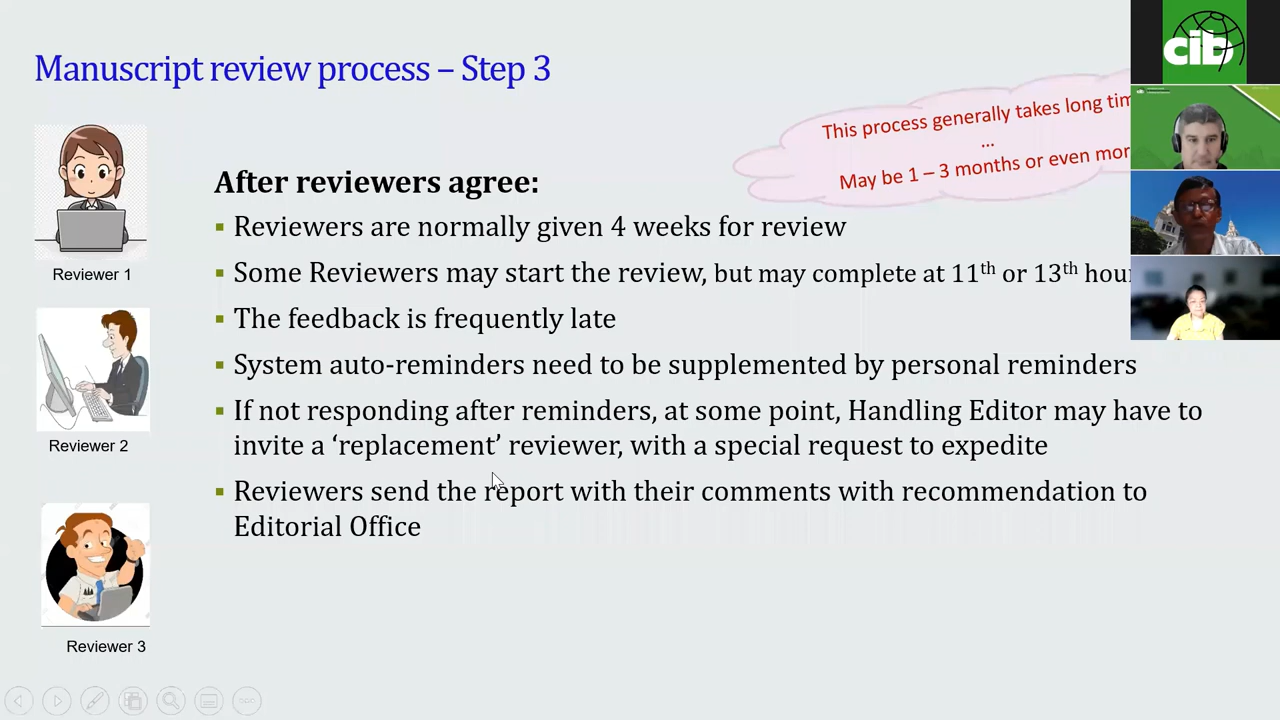 Manuscript review process – Step 3
cib
This process generally takes long tim
...
May be 1 – 3 months or even mor
After reviewers agree:
Reviewers are normally given 4 weeks for review
Some Reviewers may start the review, but may complete at 11th or 13th hour
The feedback is frequently late
System auto-reminders need to be supplemented by personal reminders
If not responding after reminders, at some point, Handling Editor may have to
invite a ‘replacement’ reviewer, with a special request to expedite
Reviewers send the report with their comments with recommendation to
Editorial Office
Reviewer 1
Reviewer 2
Reviewer 3